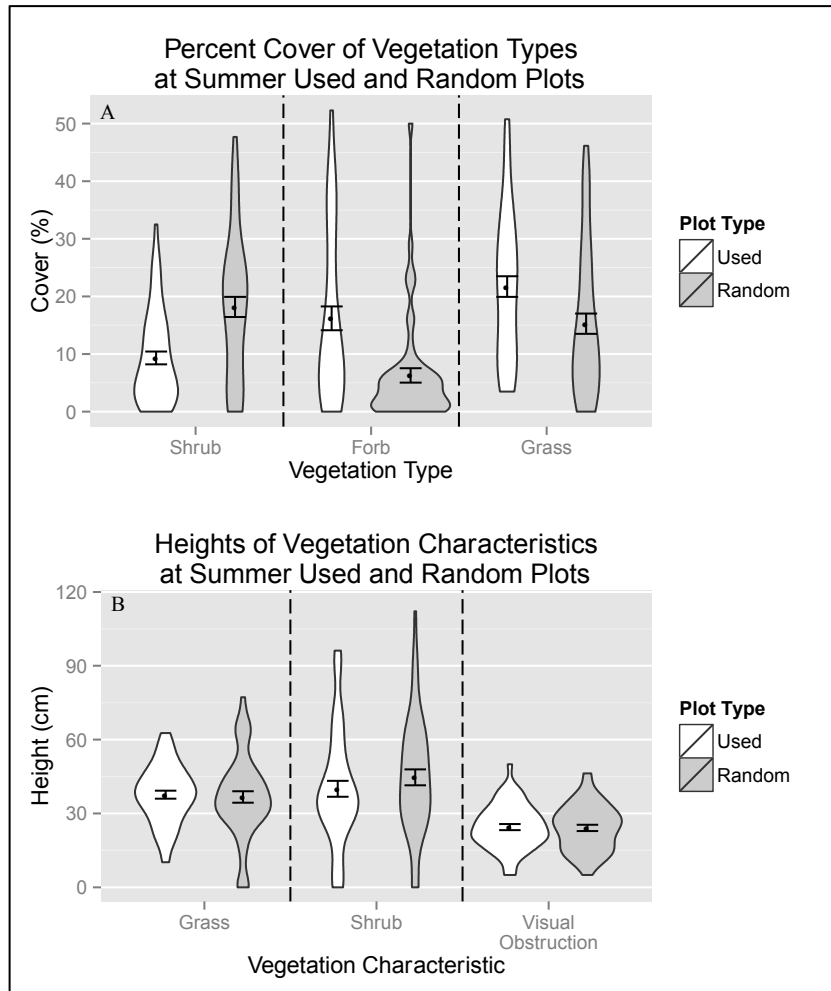 Percent Cover of Vegetation Types
at Summer Used and Random Plots
A
50
40
30
20
10
0
Cover (%)
Shrub
Forb
Grass
Vegetation Type
Plot Type
Used
Random
Heights of Vegetation Characteristics
at Summer Used and Random Plots
B
120
90
60
30
0
Height (cm)
Grass
Shrub
Visual
Obstruction
Vegetation Characteristic
Plot Type
Used
Random